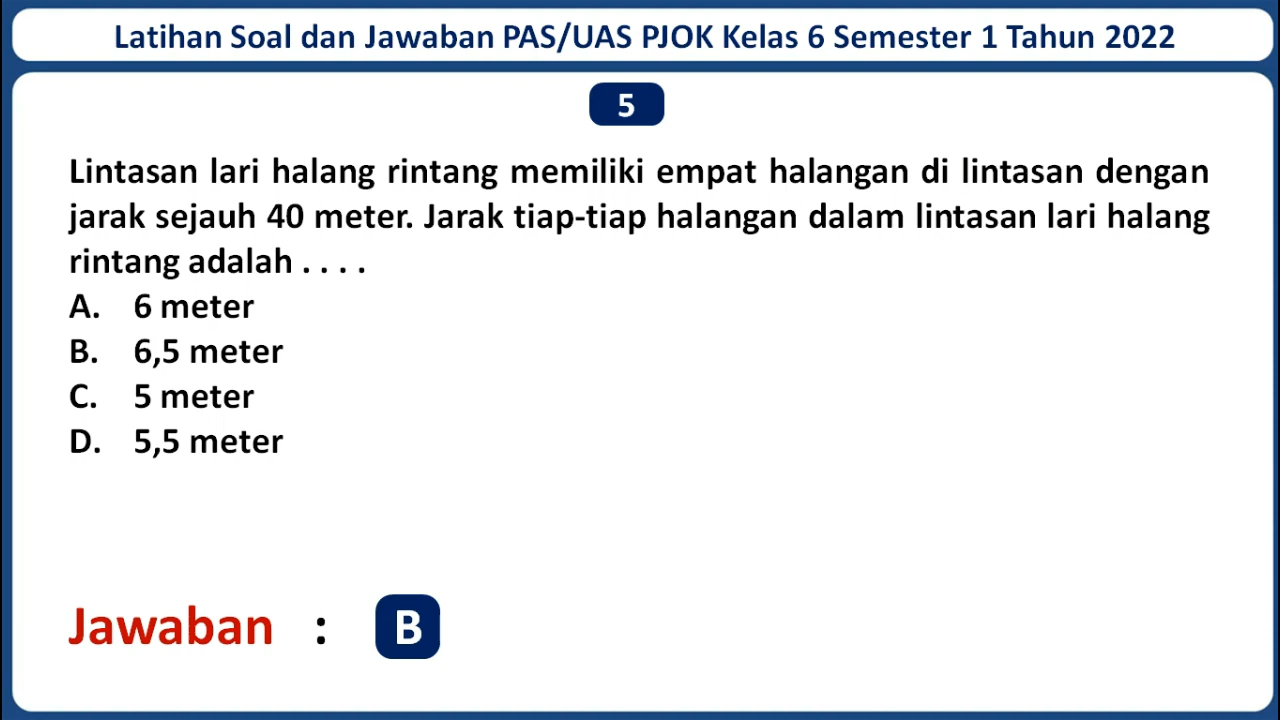 Latihan Soal dan Jawaban PAS/UAS PJOK Kelas 6 Semester 1 Tahun 2022
5
Lintasan lari halang rintang memiliki empat halangan di lintasan dengan
jarak sejauh 40 meter. Jarak tiap-tiap halangan dalam lintasan lari halang
rintang adalah . . . .
A. 6 meter
B. 6,5 meter
C. 5 meter
D. 5,5 meter
Jawaban : B